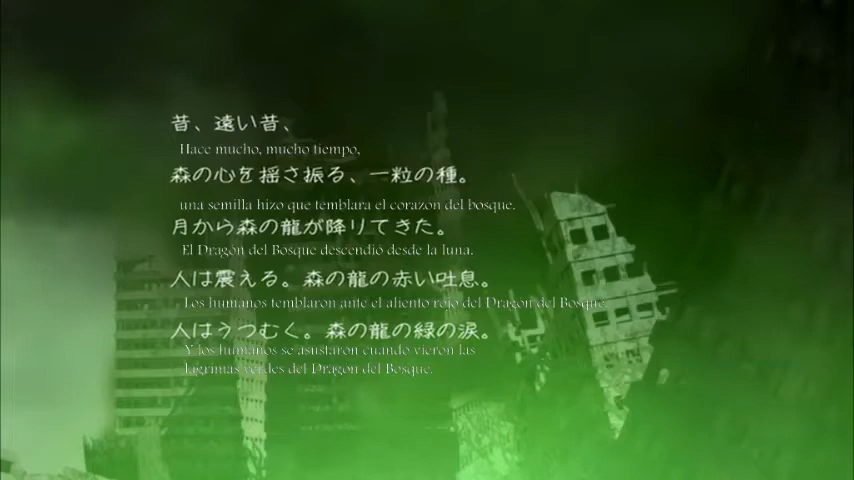 昔、遠い昔、
Hace mucho, mucho tiempo,
森の心を揺さ振る、一粒の種。
una semilla hizo que temblara el corazon del bosque.
月から森の龍が降りてきた。
El Dragón del Bosque descendió desde la luna.
人は震える。森の龍の赤い吐息。
Los humanos temblaron ante el aliento rojo del Dragón del Bosque.
人はうつむく。森の龍の緑の涙。
Y los humanos se asustaron cuando vieron las
lágrimas verdes del Dragón del Bosque.